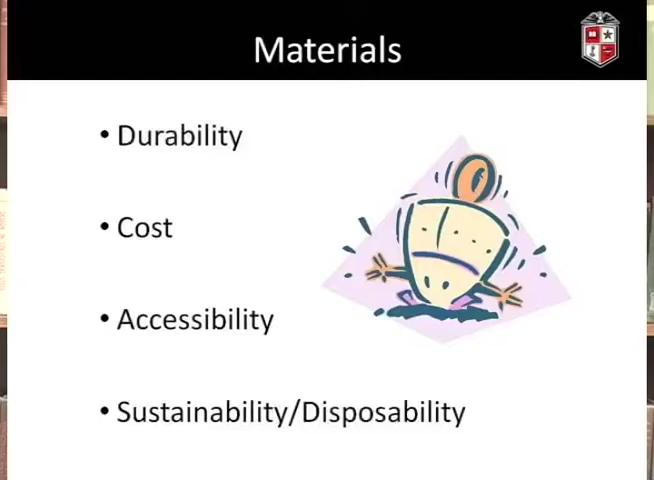 Materials
• Durability
• Cost
• Accessibility
• Sustainability/Disposability